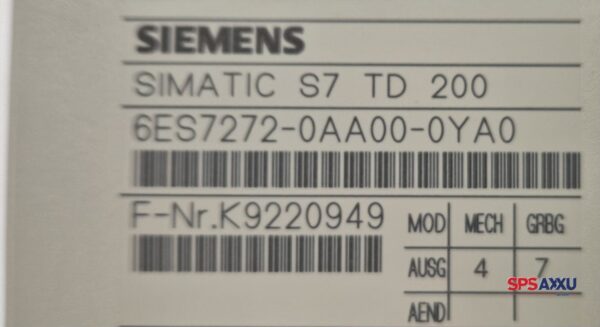 SIEMENS
SIMATIC S7 TD 200
6ES7272-0AA00-0YA0
F-Nr.K9220949
MOD MECH GRBG
AUSG 4 7
AEND
SPSAXXU